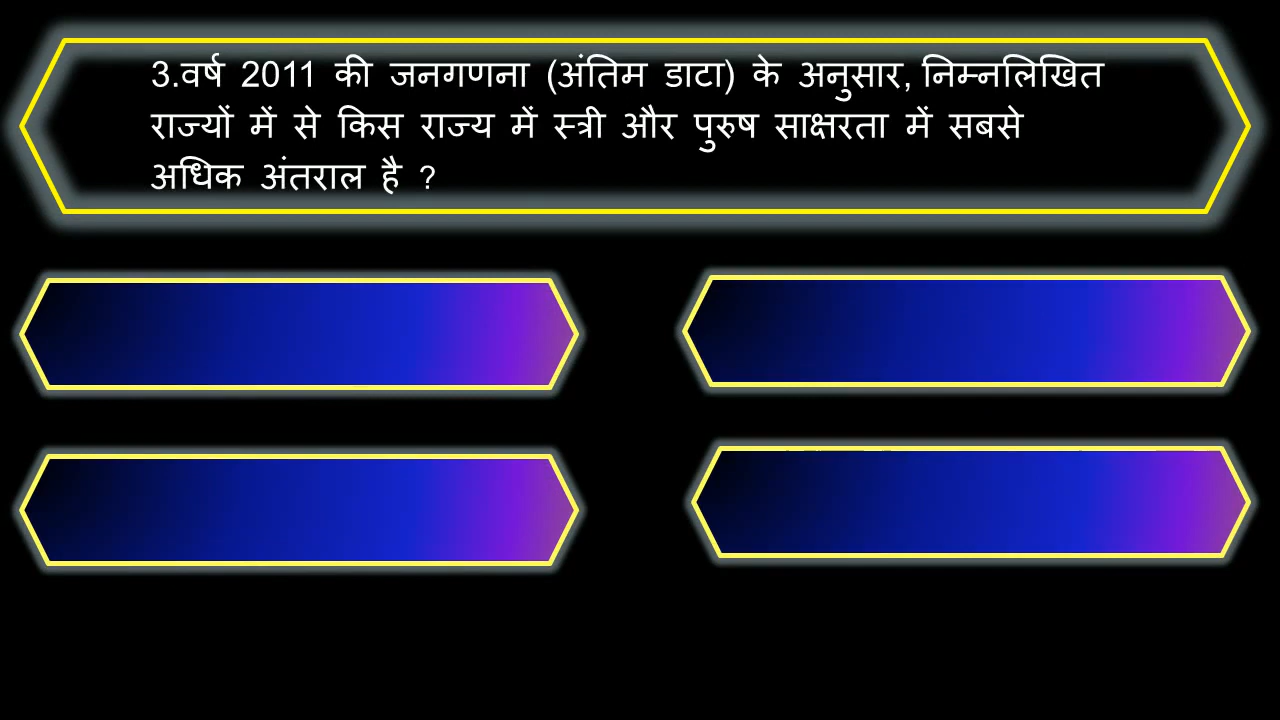 3.वर्ष 2011 की जनगणना (अंतिम डाटा) के अनुसार, निम्नलिखित
राज्यों में से किस राज्य में स्त्री और पुरुष साक्षरता में सबसे
अधिक अंतराल है ?